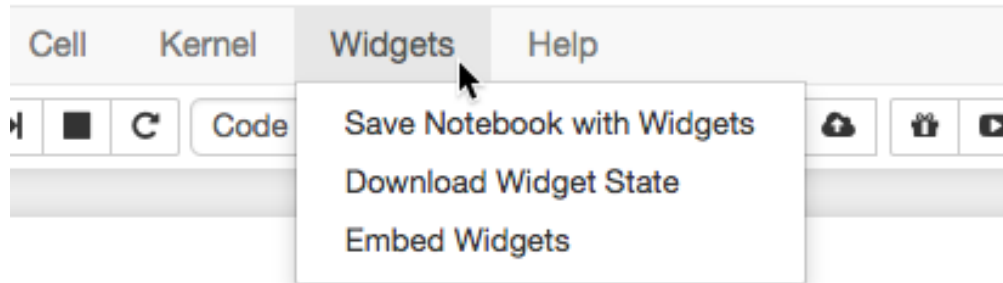 Cell Kernel Widgets Help
Code
Save Notebook with Widgets
Download Widget State
Embed Widgets